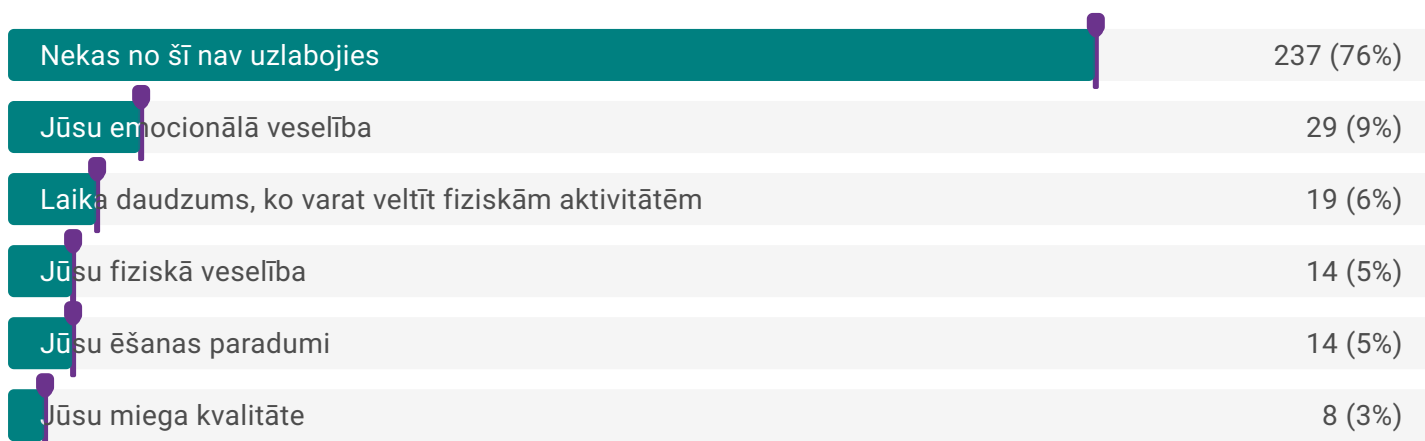 Nekas no šī nav uzlabojies 237 (76%)
Jūsu emocionālā veselība 29 (9%)
Laika daudzums, ko varat veltīt fiziskām aktivitātēm 19 (6%)
Jūsu fiziskā veselība 14 (5%)
Jūsu ēšanas paradumi 14 (5%)
Jūsu miega kvalitāte 8 (3%)